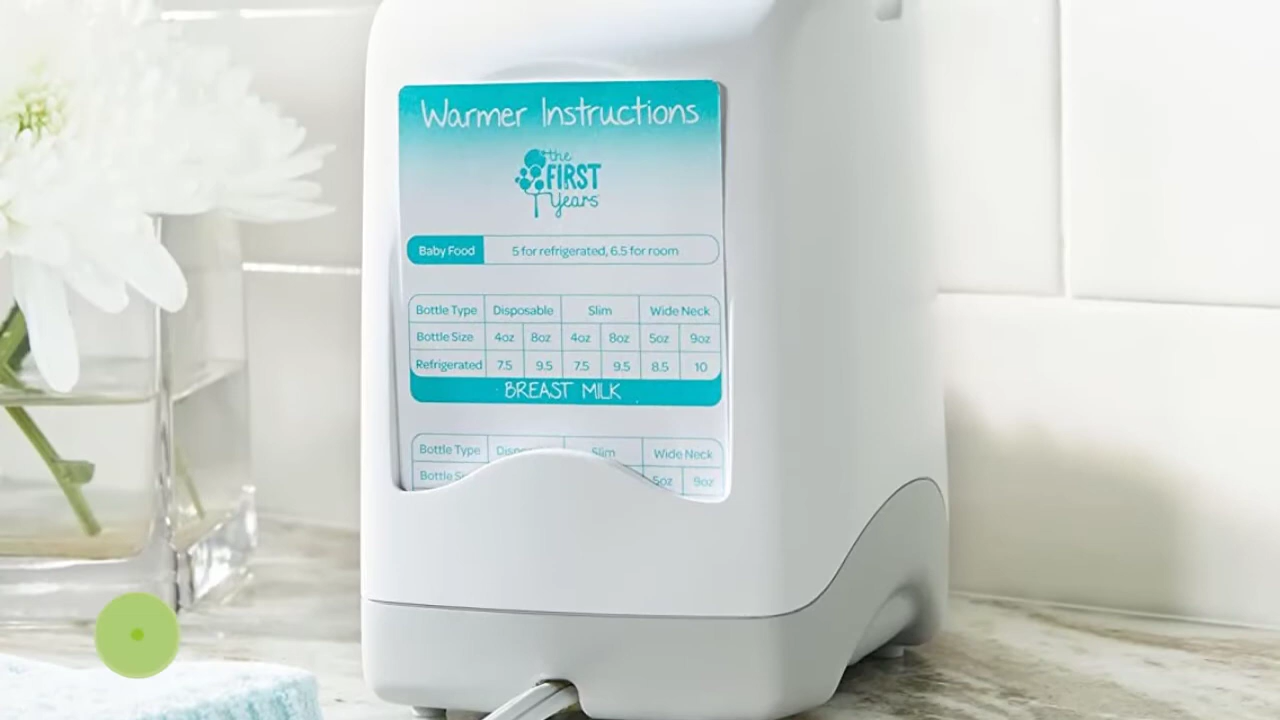 Warmer Instructions
the
FIRST
Years
Baby Food 5 for refrigerated, 6.5 for room
Bottle Type Disposable Slim Wide Neck
Bottle Size 4oz 8oz 4oz 8oz 5oz 9oz
Refrigerated 7.5 9.5 7.5 9.5 8.5 10
BREAST MILK
Bottle Type Slim Wide Neck
Bottle 5oz 9oz